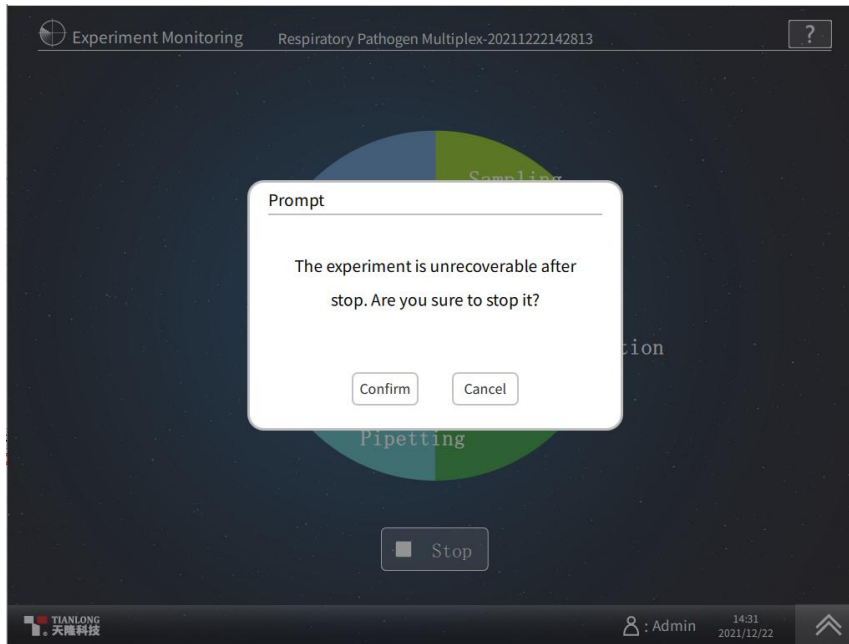 Experiment Monitoring
Respiratory Pathogen Multiplex-20211222142813
?
Sampling
Prompt
The experiment is unrecoverable after
stop. Are you sure to stop it?
Confirm
Cancel
tion
Pipetting
Stop
TIANLONG
天隆科技
: Admin
14:31
2021/12/22